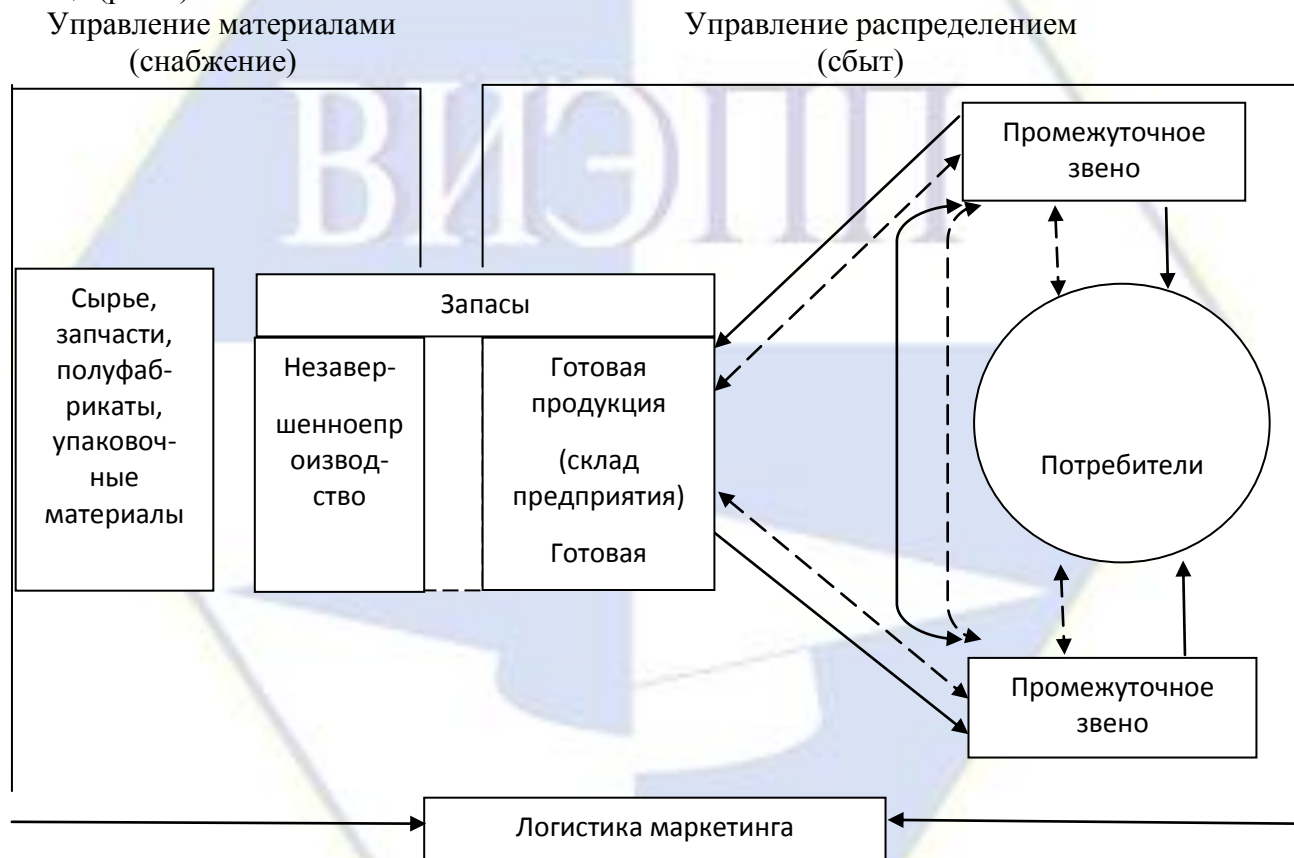 Управление материалами
(снабжение)
Управление распределением
(сбыт)
ВИЭПП
Промежуточное
звено
Сырье,
запчасти,
полуфаб-
рикаты,
упаковоч-
ные
материалы
Запасы
Незавер-
шенноепр
оизвод-
ство
Готовая
продукция
(склад
предприятия)
Готовая
Потребители
Промежуточное
звено
Логистика маркетинга